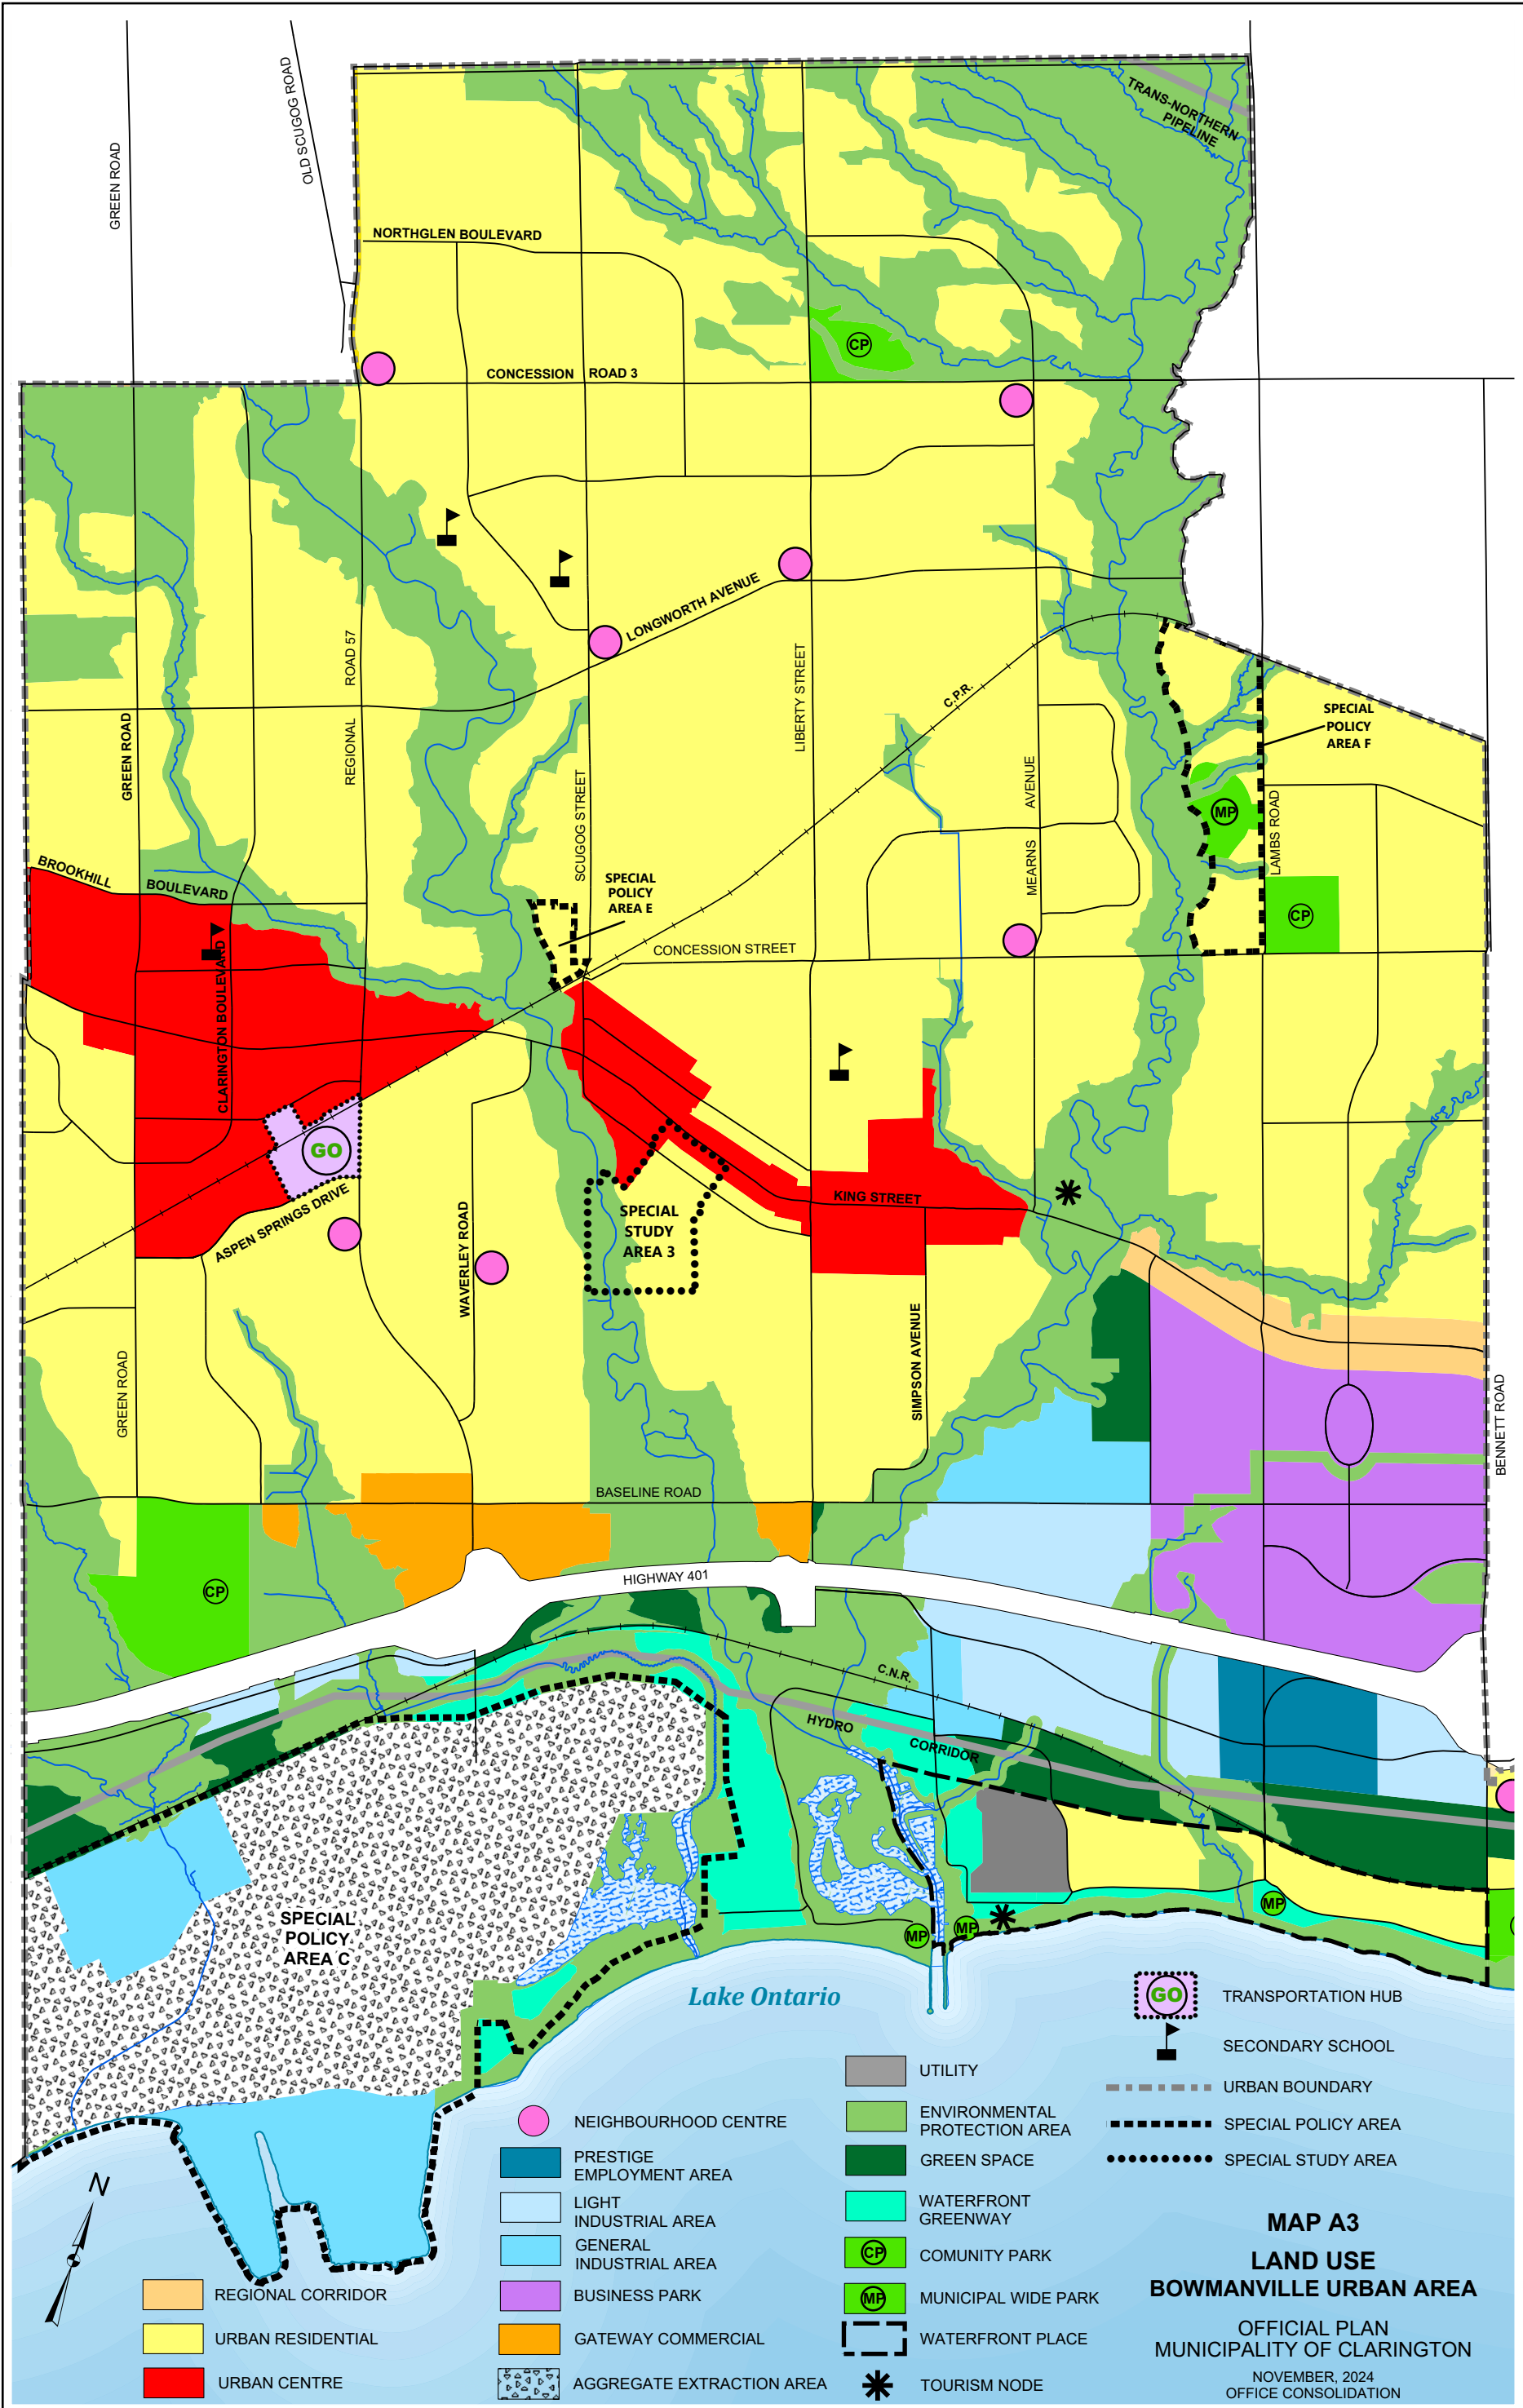 GREEN ROAD
OLD SCUGOG ROAD
TRANS-NORTHERN
PIPELINE
NORTHGLEN BOULEVARD
CP
CONCESSION ROAD 3
LONGWORTH AVENUE
REGIONAL ROAD 57
LIBERTY STREET
C.P.R.
SPECIAL
POLICY
AREA F
GREEN ROAD
SCUGOG STREET
MEARNS AVENUE
MP
LAMBS ROAD
BROOKHILL BOULEVARD
SPECIAL
POLICY
AREA E
CP
CONCESSION STREET
CLARINGTON BOULEVARD
GO
ASPEN SPRINGS DRIVE
KING STREET
SPECIAL
STUDY
AREA 3
WAVERLEY ROAD
SIMPSON AVENUE
GREEN ROAD
BENNETT ROAD
BASELINE ROAD
CP
HIGHWAY 401
C.N.R.
HYDRO CORRIDOR
SPECIAL
POLICY
AREA C
MP
MP
MP
Lake Ontario
GO
TRANSPORTATION HUB
SECONDARY SCHOOL
URBAN BOUNDARY
SPECIAL POLICY AREA
SPECIAL STUDY AREA
UTILITY
ENVIRONMENTAL
PROTECTION AREA
GREEN SPACE
WATERFRONT
GREENWAY
CP
COMUNITY PARK
MP
MUNICIPAL WIDE PARK
WATERFRONT PLACE
TOURISM NODE
NEIGHBOURHOOD CENTRE
PRESTIGE
EMPLOYMENT AREA
LIGHT
INDUSTRIAL AREA
GENERAL
INDUSTRIAL AREA
BUSINESS PARK
GATEWAY COMMERCIAL
AGGREGATE EXTRACTION AREA
N
REGIONAL CORRIDOR
URBAN RESIDENTIAL
URBAN CENTRE
MAP A3
LAND USE
BOWMANVILLE URBAN AREA
OFFICIAL PLAN
MUNICIPALITY OF CLARINGTON
NOVEMBER, 2024
OFFICE CONSOLIDATION